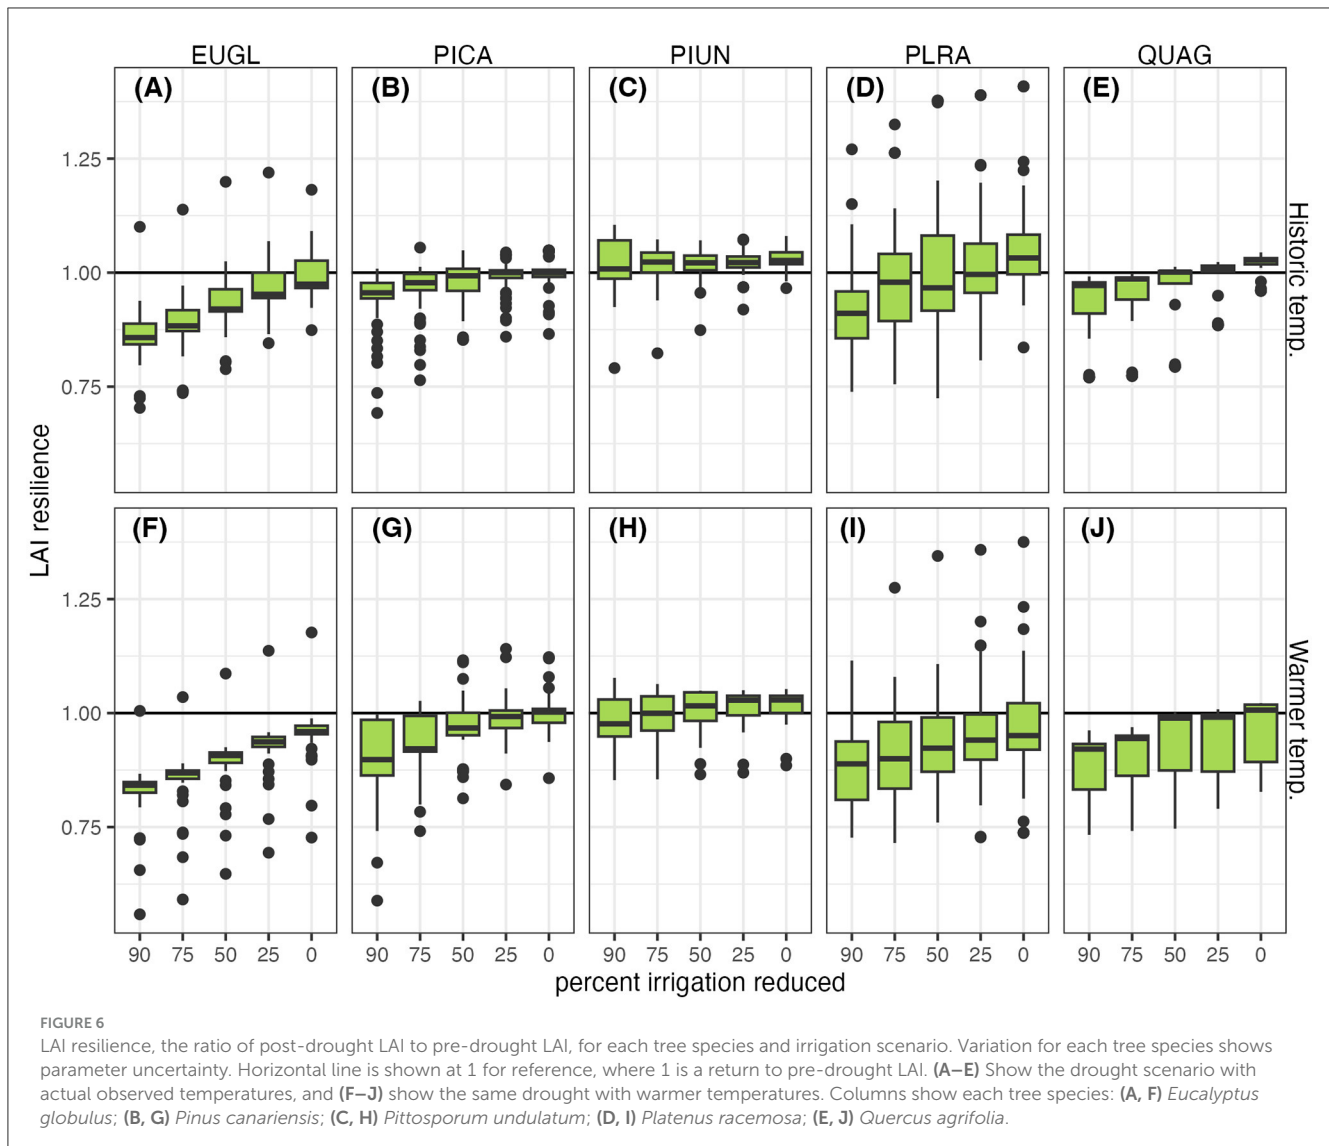 EUGL PICA PIUN PLRA QUAG
(A) (B) (C) (D) (E)
1.25
1.00
0.75
Historic temp.
LAI resilience
(F) (G) (H) (I) (J)
1.25
1.00
0.75
Warmer temp.
90 75 50 25 0 90 75 50 25 0 90 75 50 25 0 90 75 50 25 0 90 75 50 25 0
percent irrigation reduced
FIGURE 6
LAI resilience, the ratio of post-drought LAI to pre-drought LAI, for each tree species and irrigation scenario. Variation for each tree species shows
parameter uncertainty. Horizontal line is shown at 1 for reference, where 1 is a return to pre-drought LAI. (A–E) Show the drought scenario with
actual observed temperatures, and (F–J) show the same drought with warmer temperatures. Columns show each tree species: (A, F) Eucalyptus
globulus; (B, G) Pinus canariensis; (C, H) Pittosporum undulatum; (D, I) Platenus racemosa; (E, J) Quercus agrifolia.